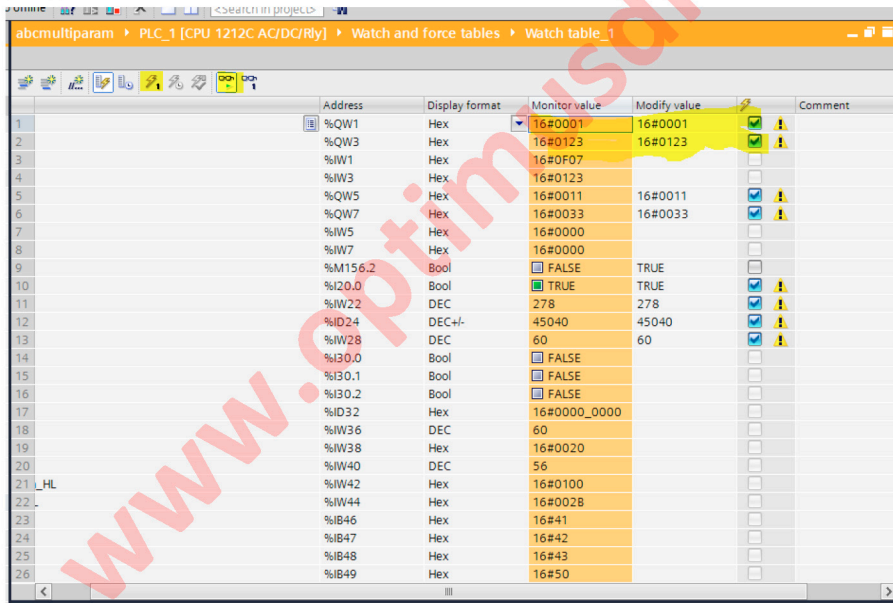 <Search in project>
abcmultiparam ▸ PLC_1 [CPU 1212C AC/DC/Rly] ▸ Watch and force tables ▸ Watch table_1
Address Display format Monitor value Modify value Comment
1 %QW1 Hex 16#0001 16#0001
2 %QW3 Hex 16#0123 16#0123
3 %IW1 Hex 16#0F07
4 %IW3 Hex 16#0123
5 %QW5 Hex 16#0011 16#0011
6 %QW7 Hex 16#0033 16#0033
7 %IW5 Hex 16#0000
8 %IW7 Hex 16#0000
9 %M156.2 Bool FALSE TRUE
10 %I20.0 Bool TRUE TRUE
11 %IW22 DEC 278 278
12 %ID24 DEC+/- 45040 45040
13 %IW28 DEC 60 60
14 %I30.0 Bool FALSE
15 %I30.1 Bool FALSE
16 %I30.2 Bool FALSE
17 %ID32 Hex 16#0000_0000
18 %IW36 DEC 60
19 %IW38 Hex 16#0020
20 %IW40 DEC 56
21 _HL %IW42 Hex 16#0100
22 %IW44 Hex 16#002B
23 %IB46 Hex 16#41
24 %IB47 Hex 16#42
25 %IB48 Hex 16#43
26 %IB49 Hex 16#50